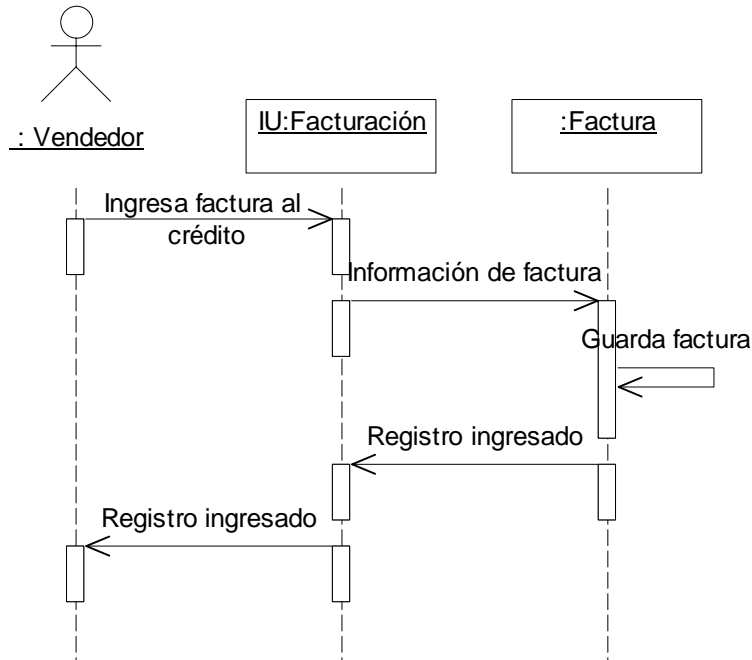 : Vendedor
IU:Facturación
:Factura
Ingresa factura al
crédito
Información de factura
Guarda factura
Registro ingresado
Registro ingresado